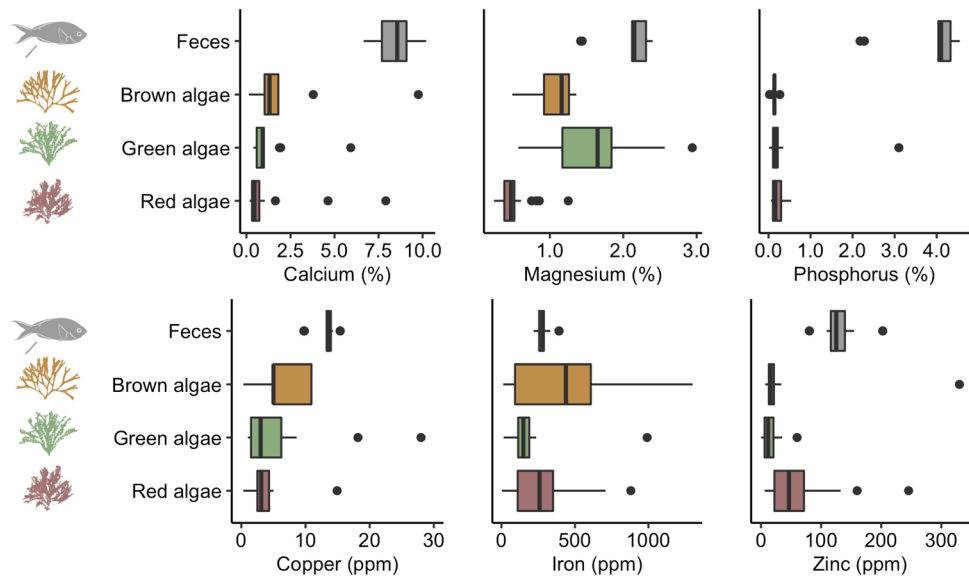 Feces
Brown algae
Green algae
Red algae
0.0 2.5 5.0 7.5 10.0
Calcium (%)
1.0 2.0 3.0
Magnesium (%)
0.0 1.0 2.0 3.0 4.0
Phosphorus (%)
Feces
Brown algae
Green algae
Red algae
0 10 20 30
Copper (ppm)
0 500 1000
Iron (ppm)
0 100 200 300
Zinc (ppm)